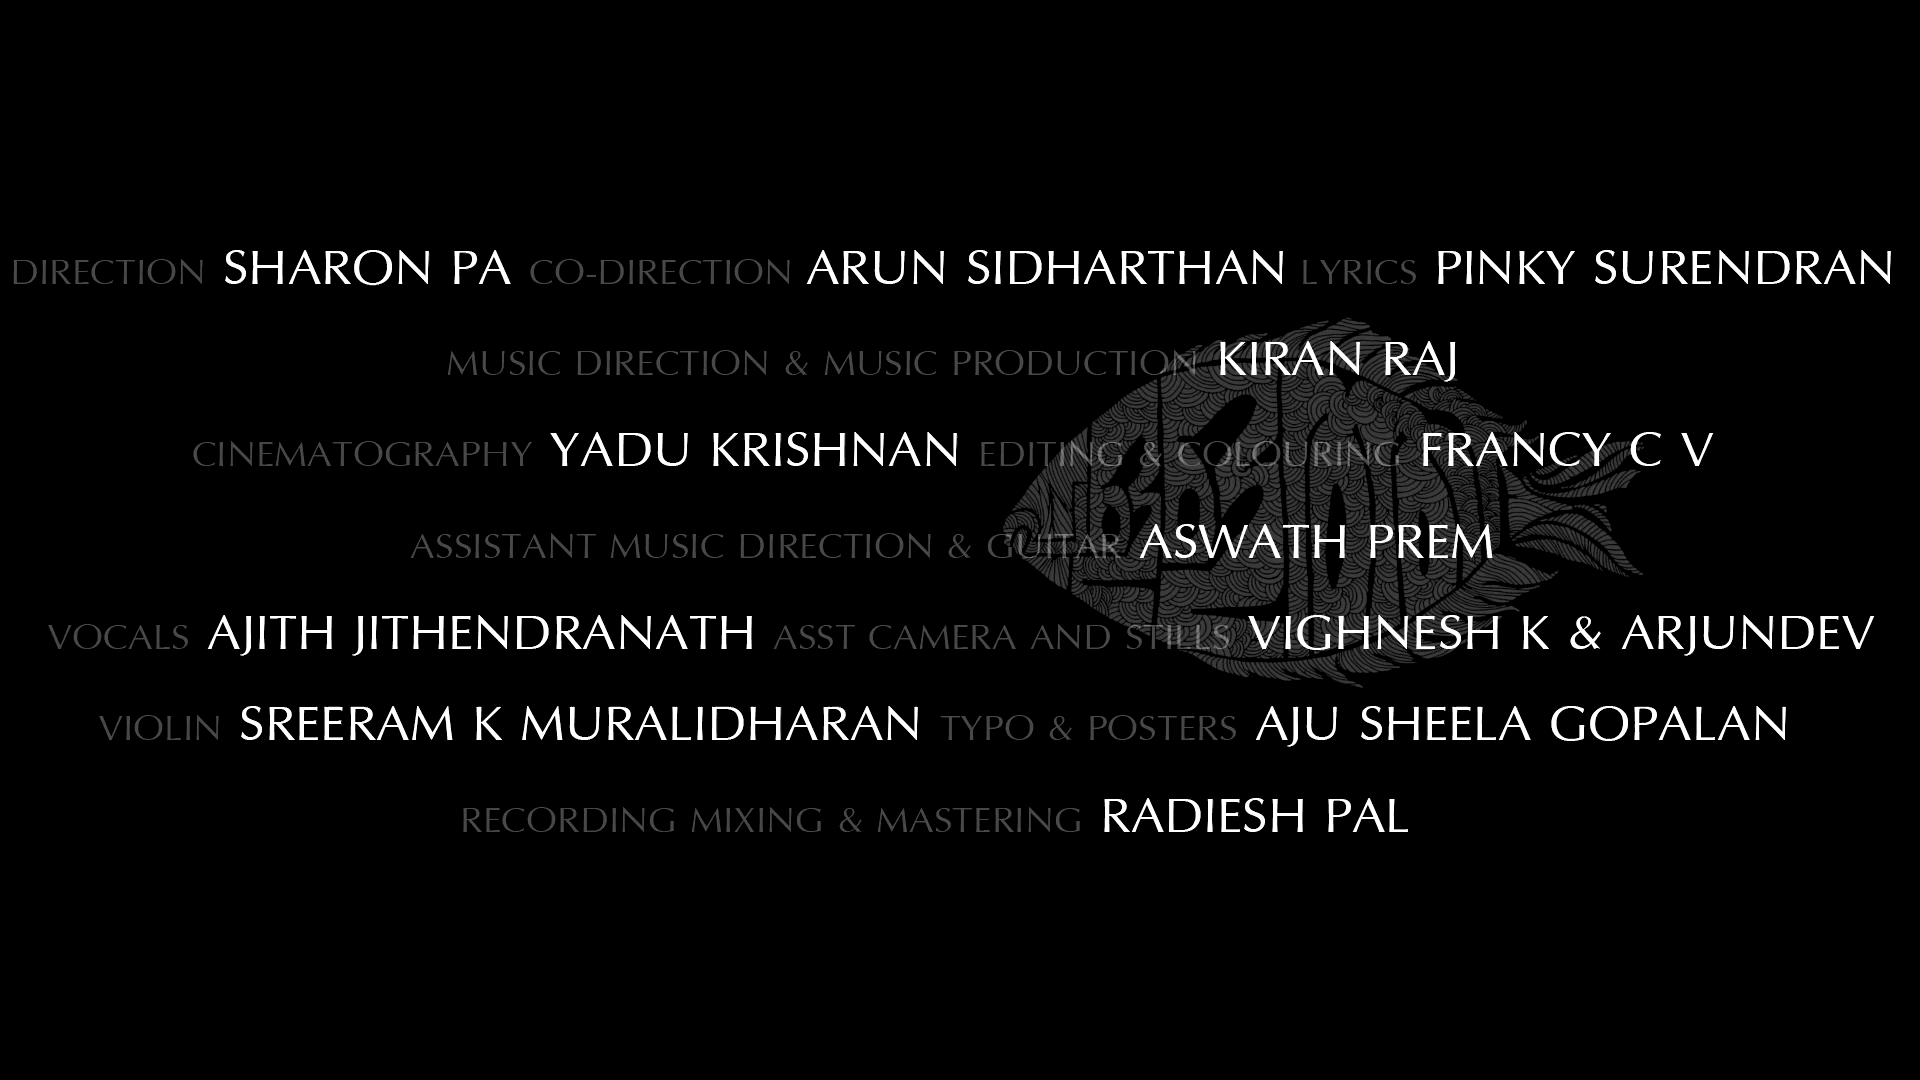 DIRECTION SHARON PA CO-DIRECTION ARUN SIDHARTHAN LYRICS PINKY SURENDRAN
MUSIC DIRECTION & MUSIC PRODUCTION KIRAN RAJ
CINEMATOGRAPHY YADU KRISHNAN EDITING & COLOURING FRANCY C V
ASSISTANT MUSIC DIRECTION & GUITAR ASWATH PREM
VOCALS AJITH JITHENDRANATH ASST CAMERA AND STILLS VIGHNESH K & ARJUNDEV
VIOLIN SREERAM K MURALIDHARAN TYPO & POSTERS AJU SHEELA GOPALAN
RECORDING MIXING & MASTERING RADIESH PAL